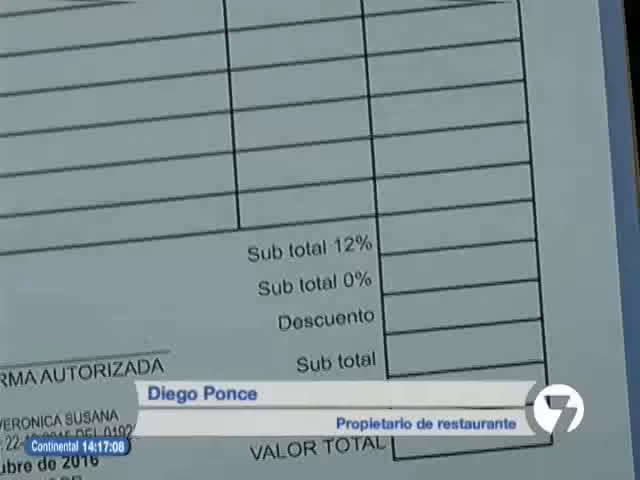 Sub total 12%
Sub total 0%
Descuento
Sub total
RMA AUTORIZADA
Diego Ponce
Propietario de restaurante
7
VERONICA SUSANA
Continental 14:17:08
VALOR TOTAL
ubre de 2016